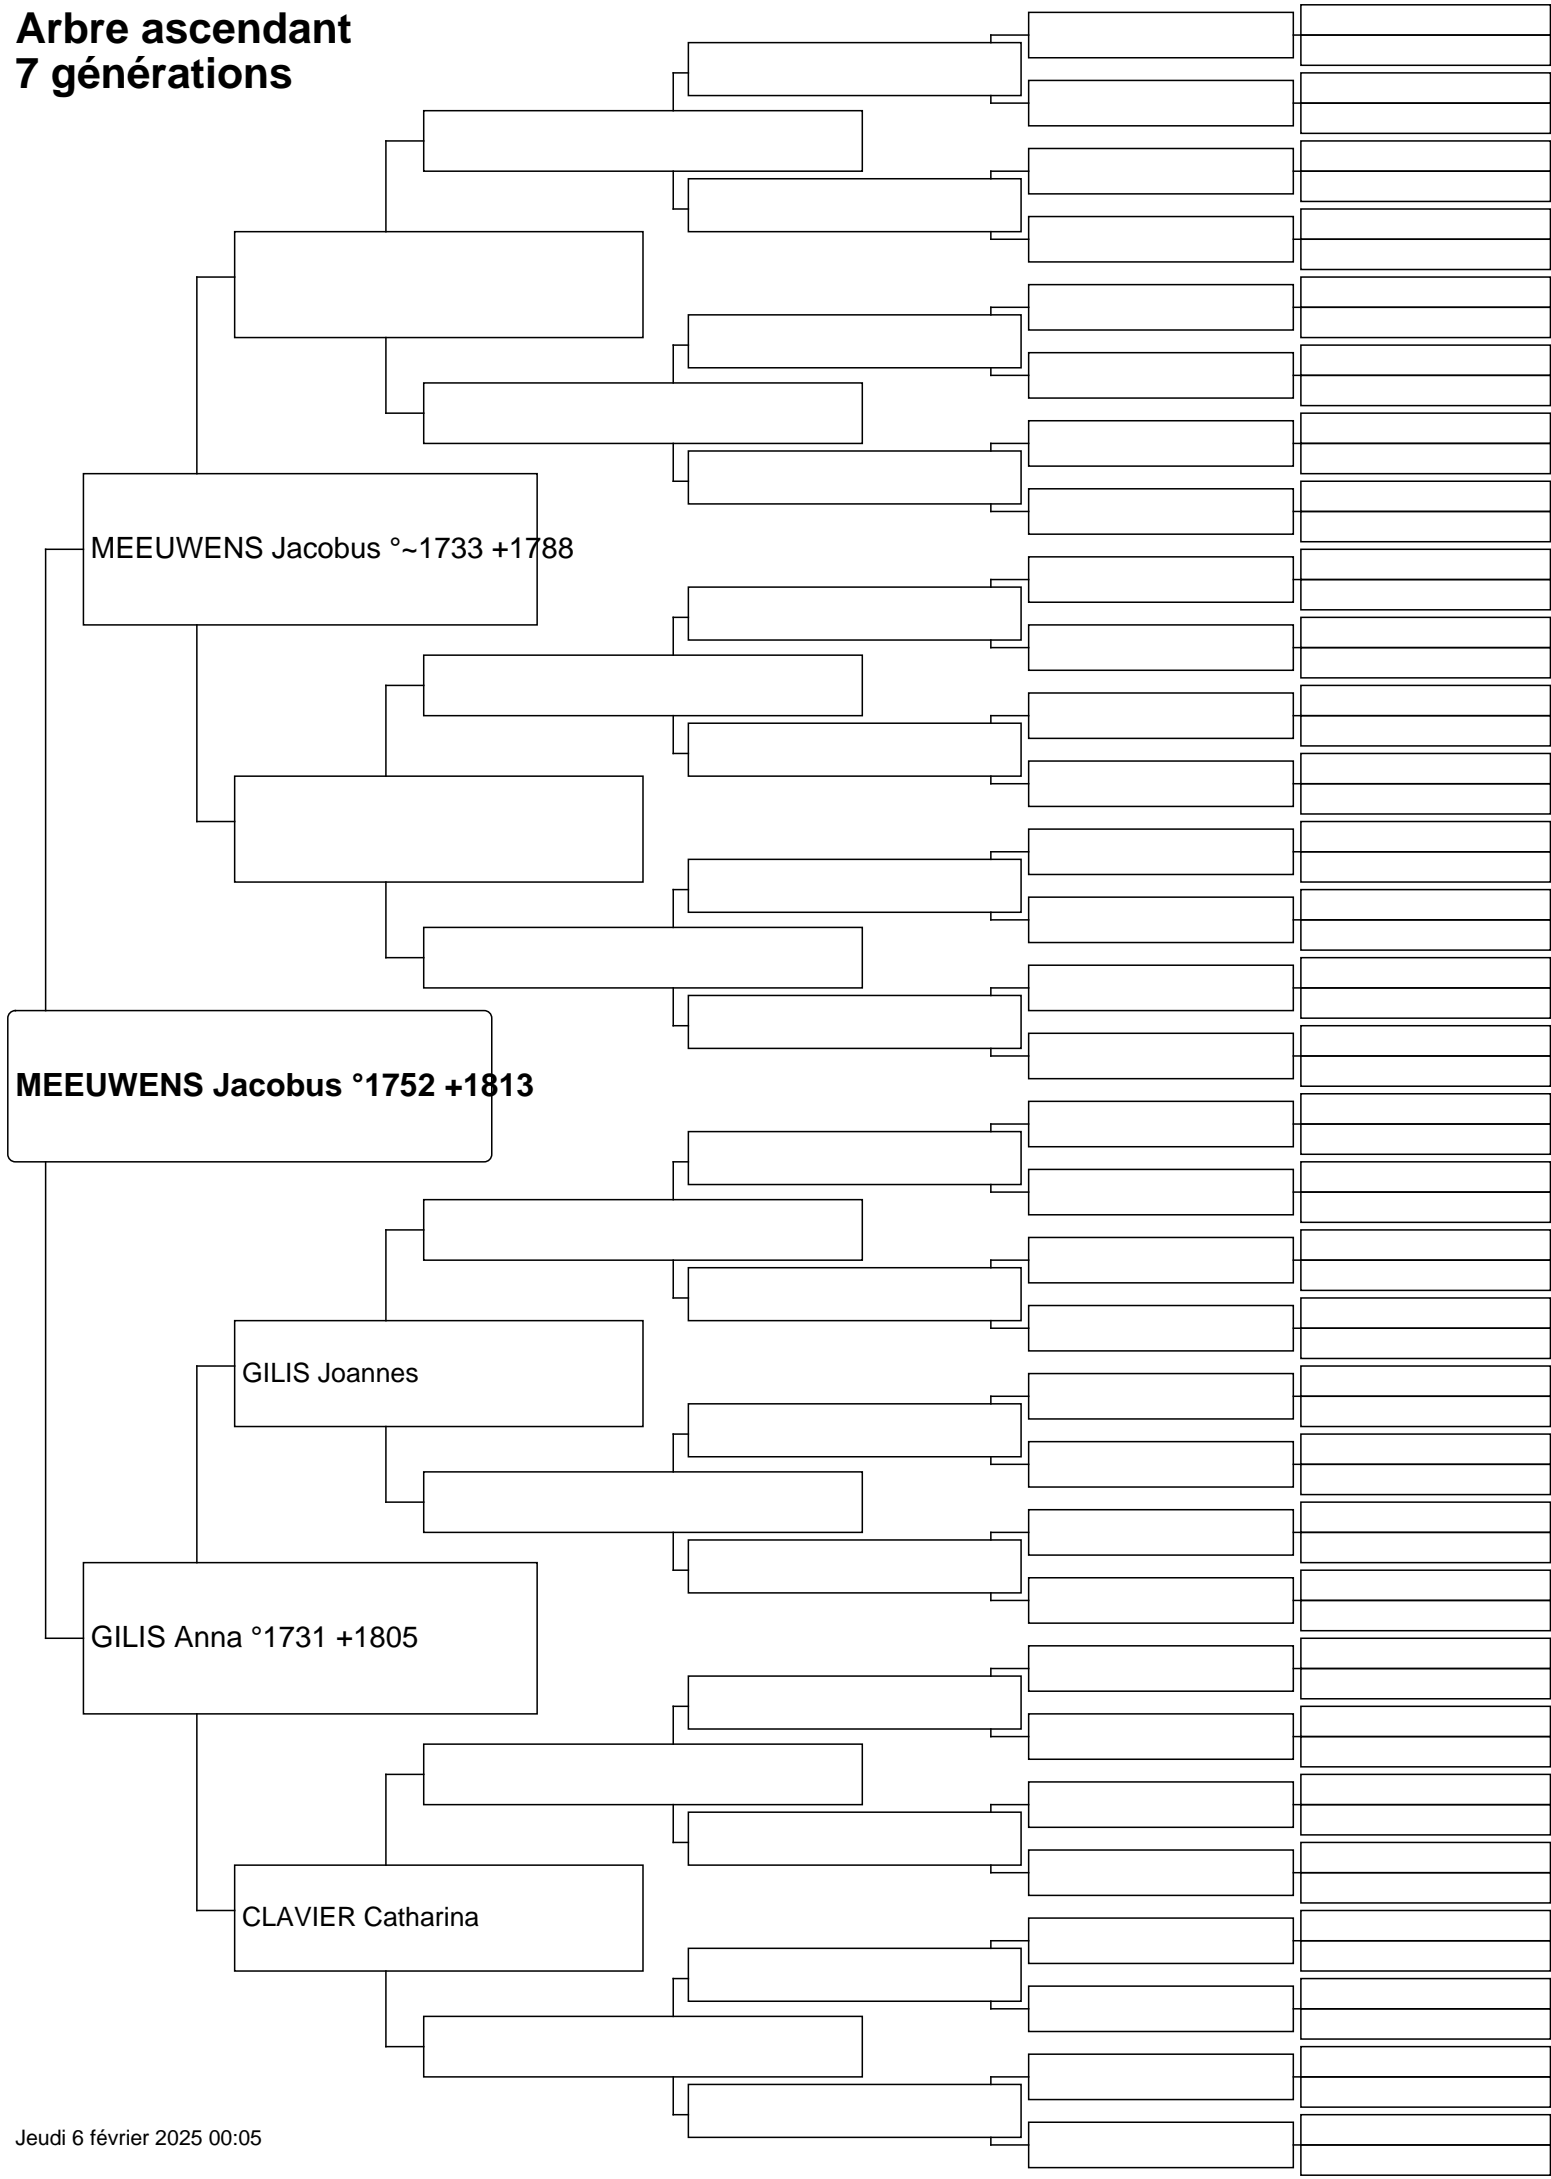 Arbre ascendant
7 générations
MEEUWENS Jacobus °~1733 +1788
MEEUWENS Jacobus °1752 +1813
GILIS Joannes
GILIS Anna °1731 +1805
CLAVIER Catharina
Jeudi 6 février 2025 00:05